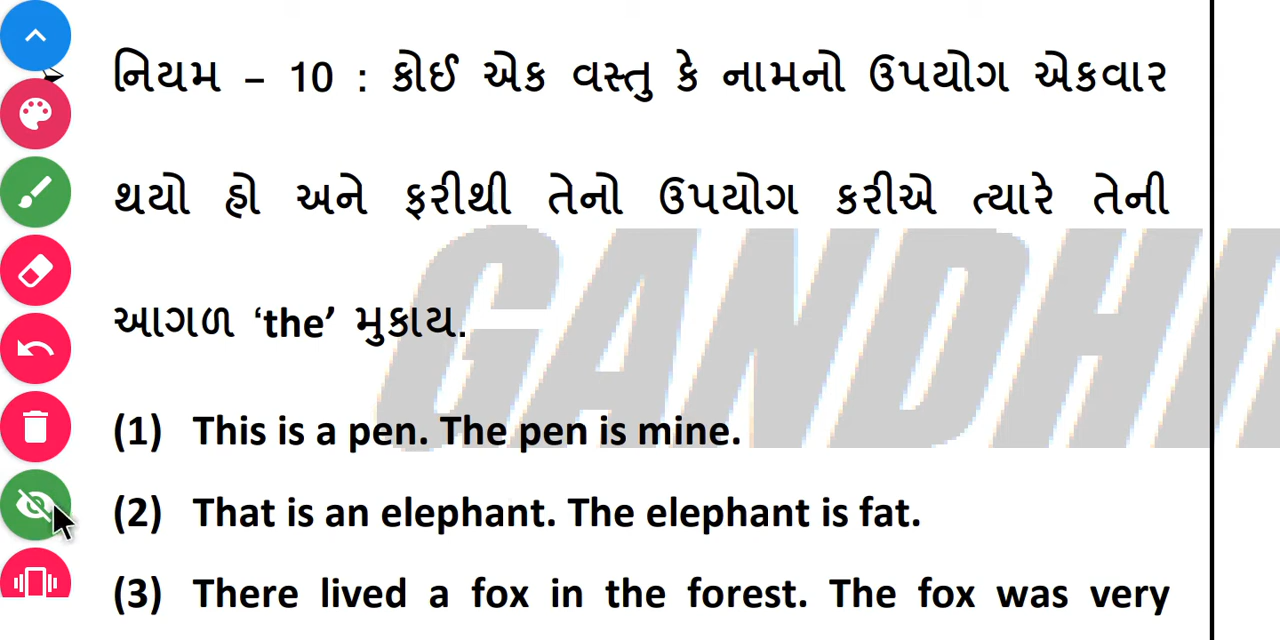 નિયમ – 10 : કોઈ એક વસ્તુ કે નામનો ઉપયોગ એકવાર
થયો હો અને ફરીથી તેનો ઉપયોગ કરીએ ત્યારે તેની
આગળ ‘the’ મુકાય.
GANDHI
(1) This is a pen. The pen is mine.
(2) That is an elephant. The elephant is fat.
(3) There lived a fox in the forest. The fox was very